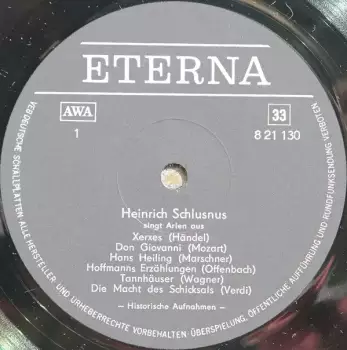 ETERNA
AWA
33
1
8 21 130
Heinrich Schlusnus
singt Arien aus
Xerxes (Händel)
Don Giovanni (Mozart)
Hans Heiling (Marschner)
Hoffmanns Erzählungen (Offenbach)
Tannhäuser (Wagner)
Die Macht des Schicksals (Verdi)
– Historische Aufnahmen –
VEB DEUTSCHE SCHALLPLATTEN · ALLE HERSTELLER- UND URHEBERRECHTE VORBEHALTEN · ÜBERSPIELUNG, ÖFFENTLICHE AUFFÜHRUNG UND RUNDFUNKSENDUNG VERBOTEN